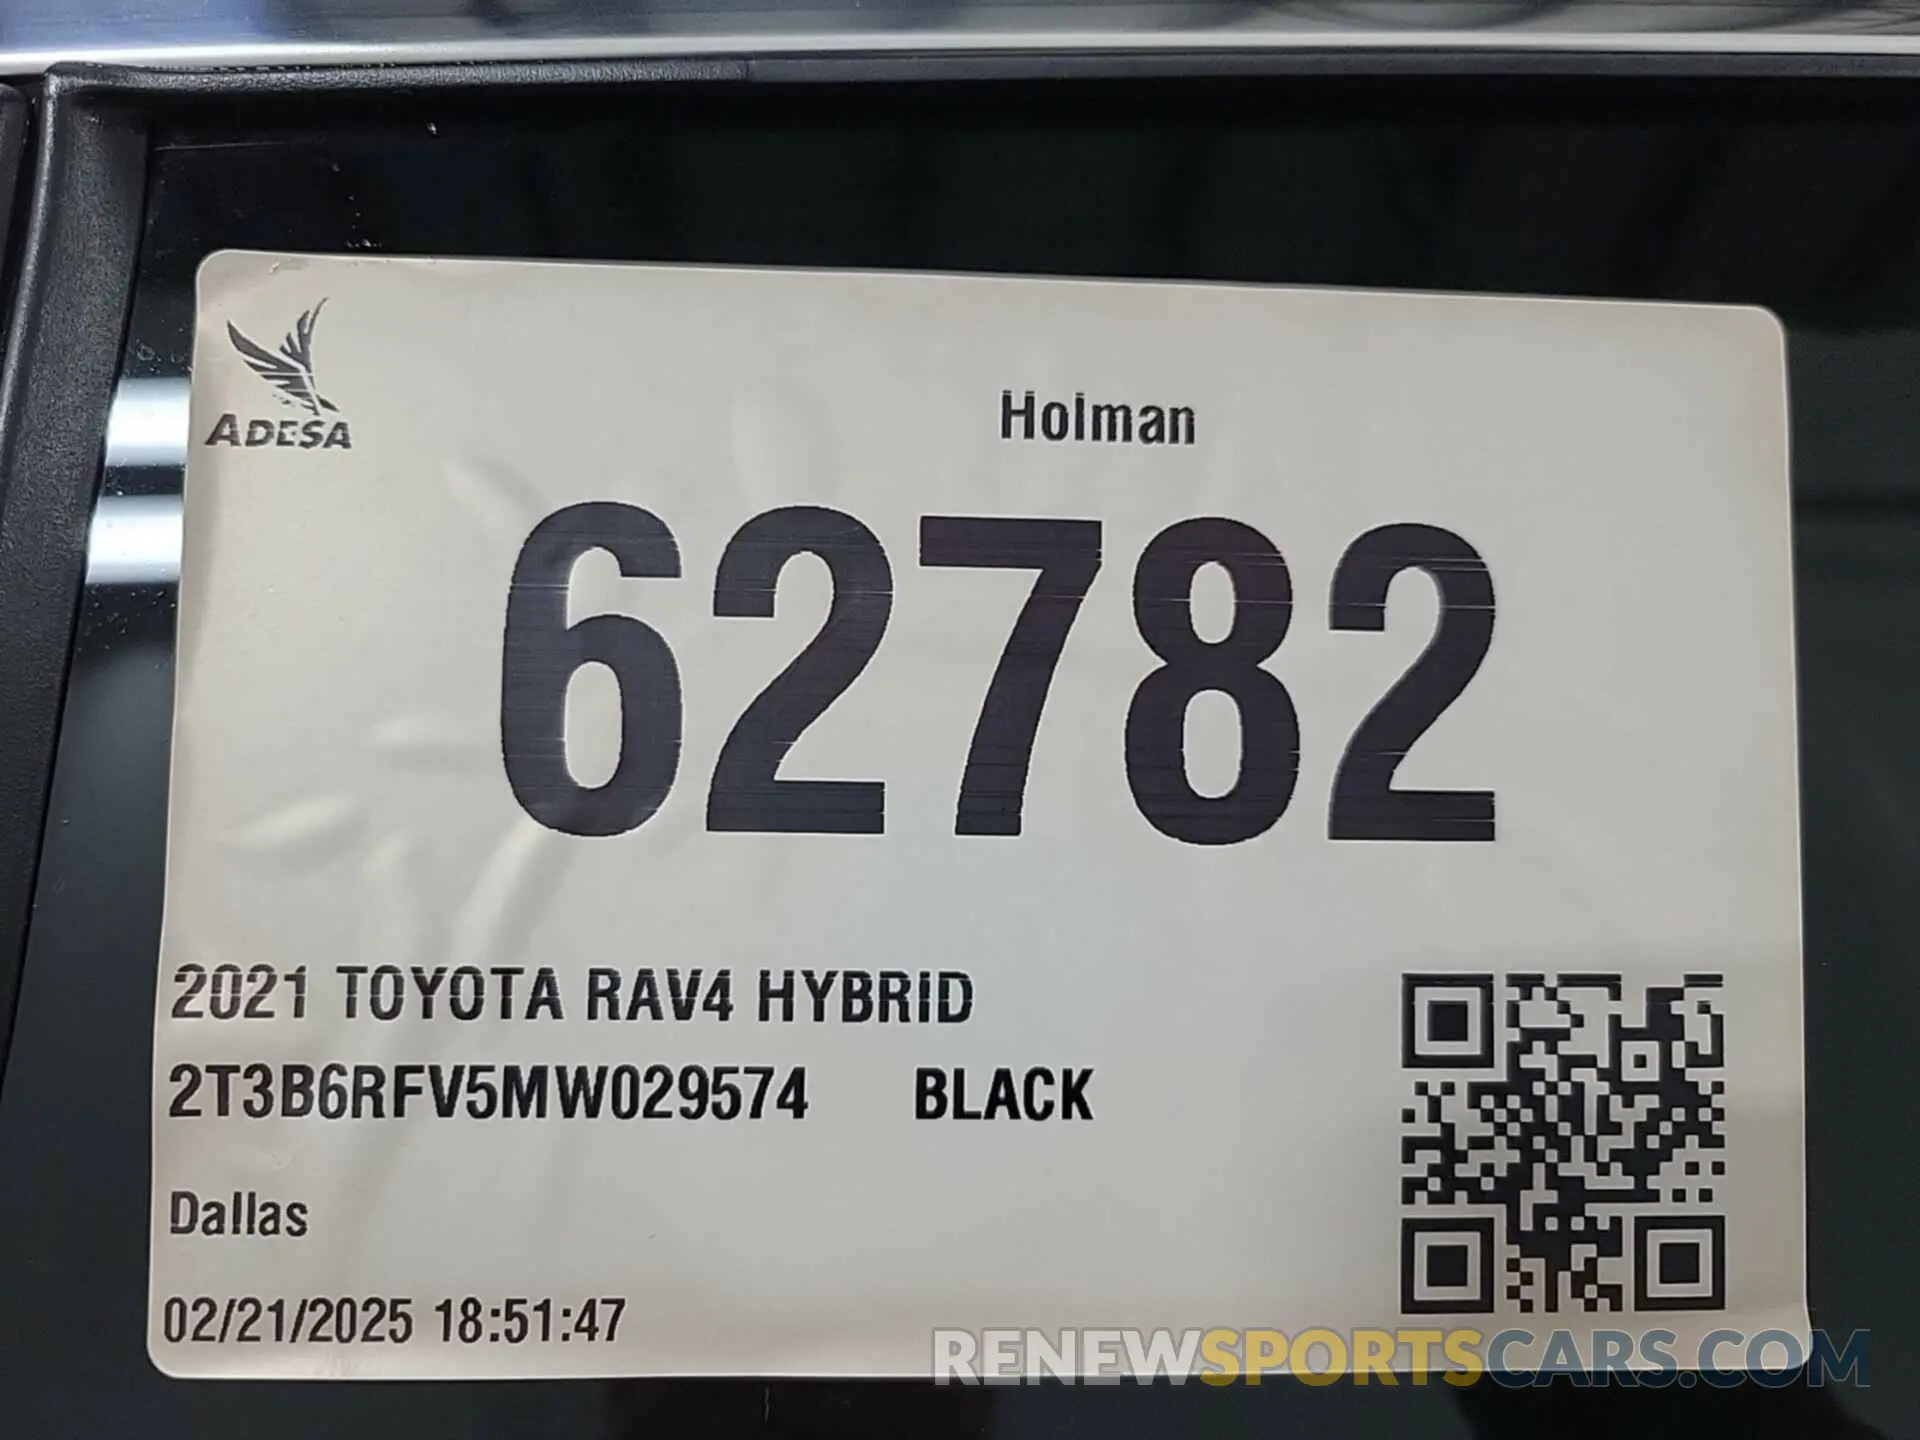 ADESA
Holman
62782
2021 TOYOTA RAV4 HYBRID
2T3B6RFV5MW029574 BLACK
Dallas
02/21/2025 18:51:47
RENEWSPORTSCARS.COM